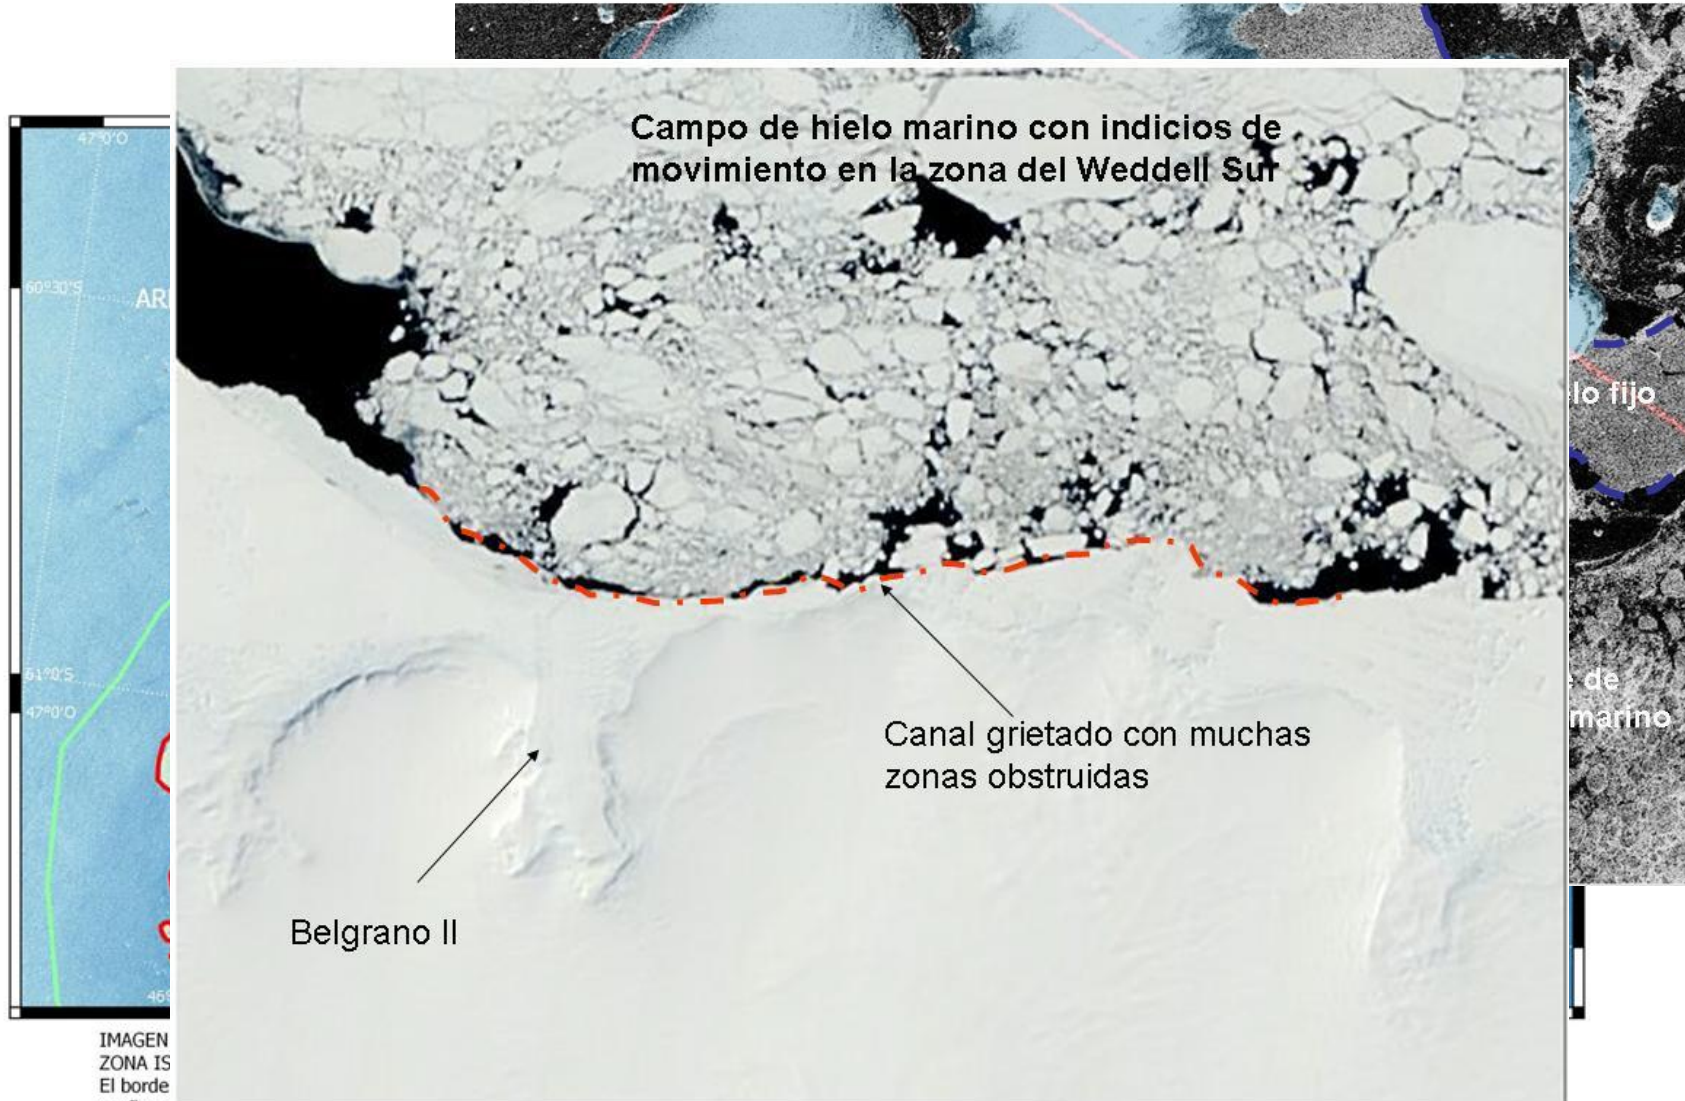 Campo de hielo marino con indicios de
movimiento en la zona del Weddell Sur
Canal grietado con muchas
zonas obstruidas
Belgrano II
47°0'O
60°30'S
61°0'S
47°0'O
lo fijo
de
marino
IMAGEN
ZONA IS
El borde